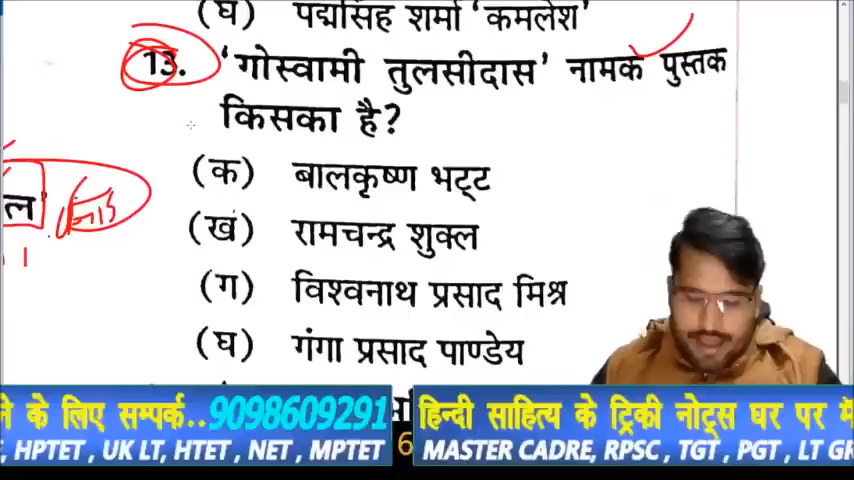 (घ) पद्मसिंह शर्मा 'कमलेश'
13. 'गोस्वामी तुलसीदास' नामक पुस्तक
किसका है?
(क) बालकृष्ण भट्ट
(ख) रामचन्द्र शुक्ल
(ग) विश्वनाथ प्रसाद मिश्र
(घ) गंगा प्रसाद पाण्डेय
ने के लिए सम्पर्क..9098609291
हिन्दी साहित्य के ट्रिकी नोट्स घर पर में
HPTET , UK LT, HTET , NET , MPTET
6
MASTER CADRE, RPSC , TGT , PGT , LT GR